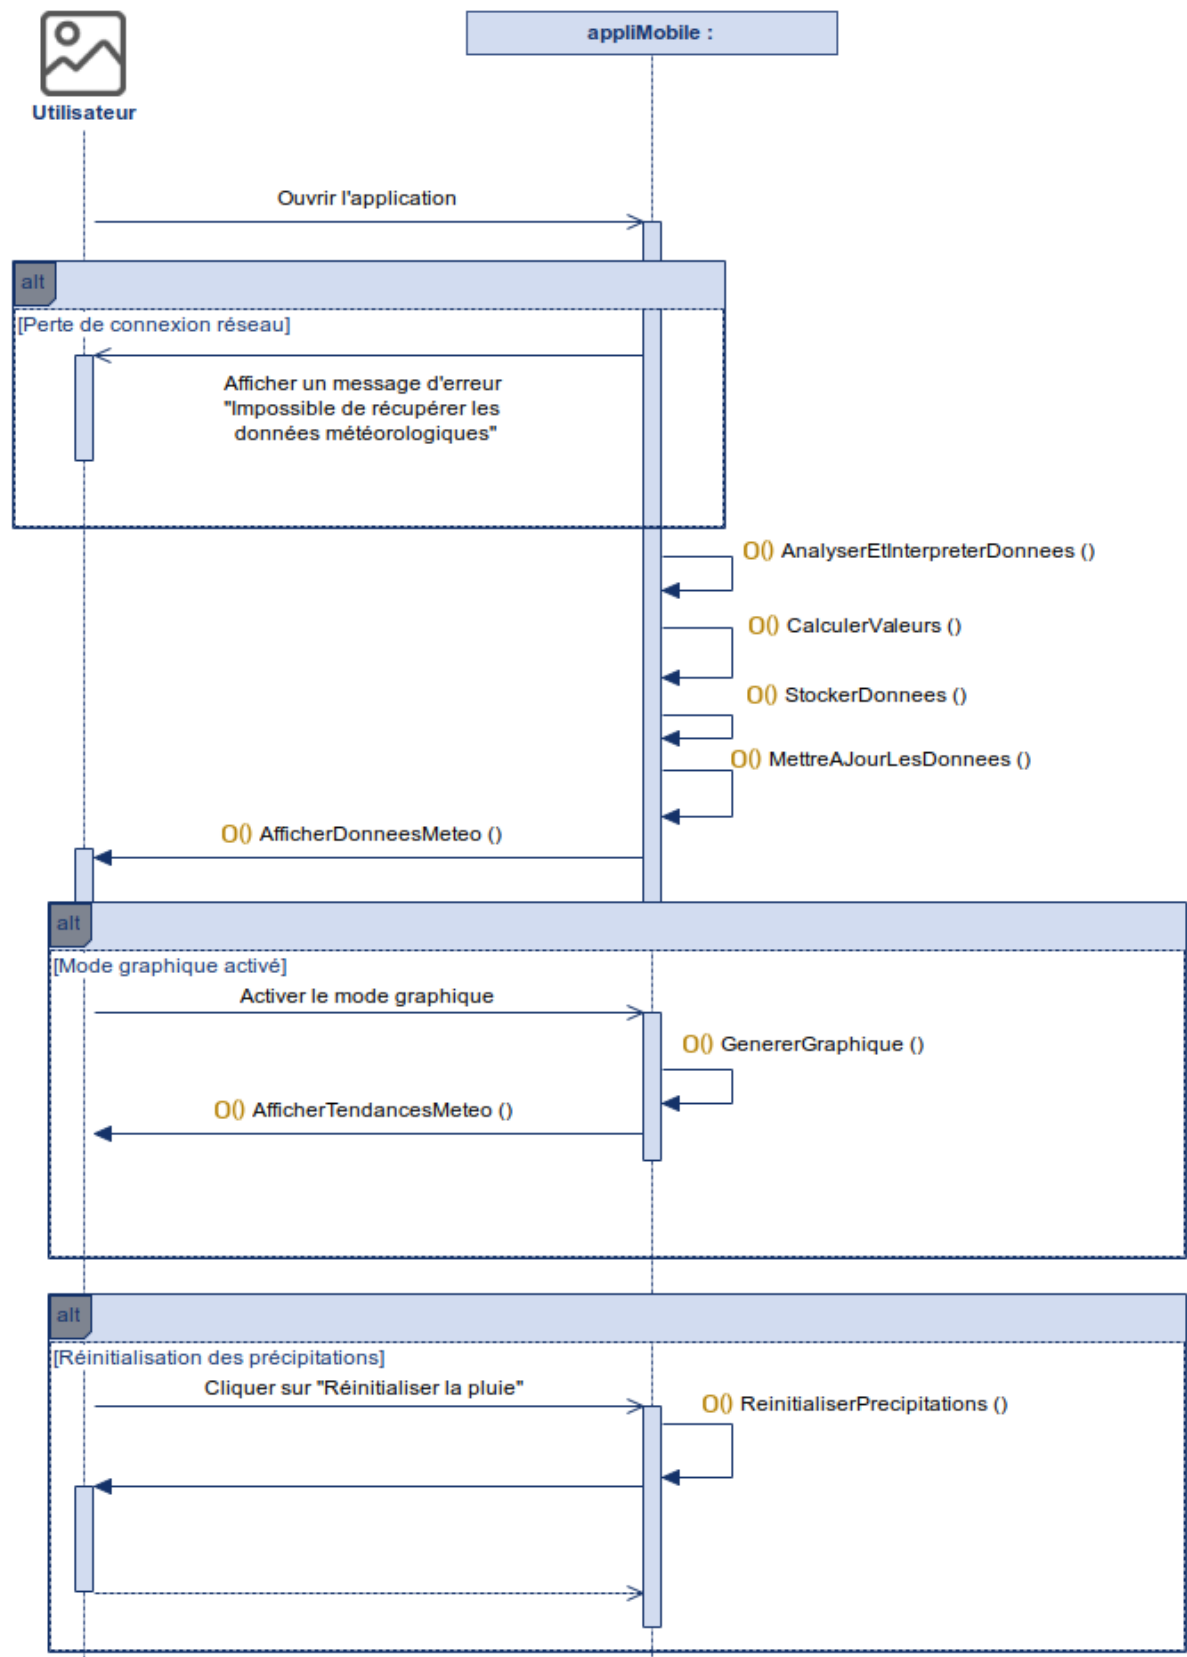 appliMobile :
Utilisateur
Ouvrir l'application
alt
[Perte de connexion réseau]
Afficher un message d'erreur
"Impossible de récupérer les
données météorologiques"
O() AnalyserEtInterpreterDonnees ()
O() CalculerValeurs ()
O() StockerDonnees ()
O() MettreAJourLesDonnees ()
O() AfficherDonneesMeteo ()
alt
[Mode graphique activé]
Activer le mode graphique
O() GenererGraphique ()
O() AfficherTendancesMeteo ()
alt
[Réinitialisation des précipitations]
Cliquer sur "Réinitialiser la pluie"
O() ReinitialiserPrecipitations ()